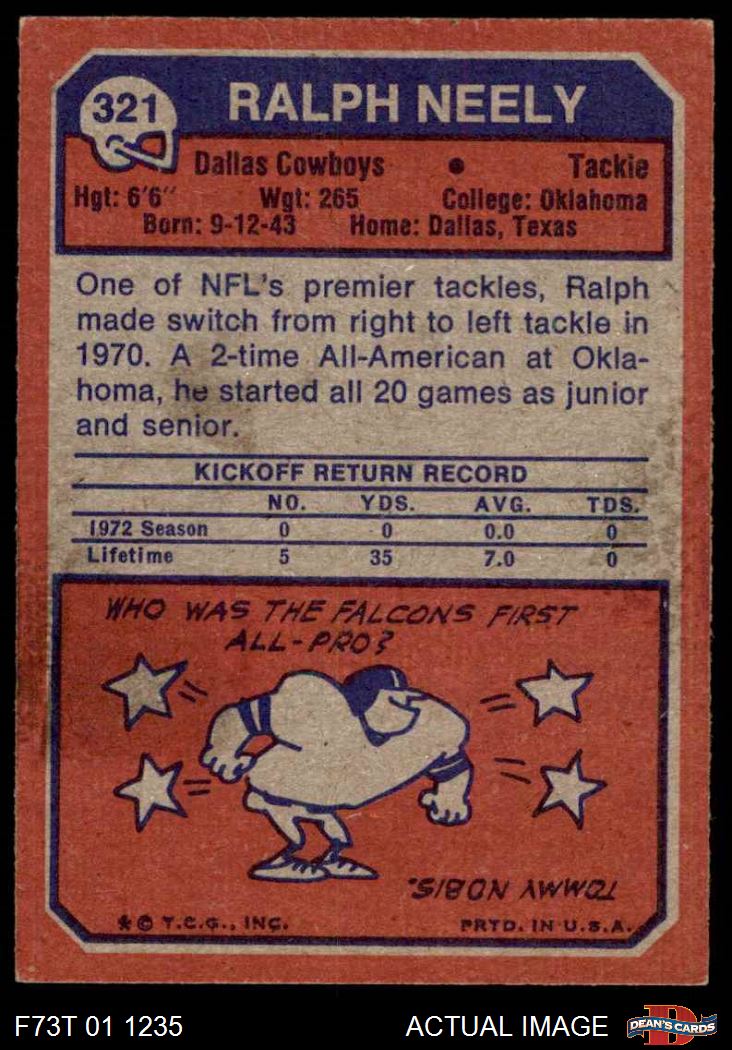 321
RALPH NEELY
Dallas Cowboys • Tackle
Hgt: 6'6" Wgt: 265 College: Oklahoma
Born: 9-12-43 Home: Dallas, Texas
One of NFL's premier tackles, Ralph
made switch from right to left tackle in
1970. A 2-time All-American at Okla-
homa, he started all 20 games as junior
and senior.
KICKOFF RETURN RECORD
NO. YDS. AVG. TDS.
1972 Season 0 0 0.0 0
Lifetime 5 35 7.0 0
WHO WAS THE FALCONS FIRST
ALL-PRO?
TOMMY NOBIS.
* © T.C.G., INC. PRTD. IN U.S.A.
F73T 01 1235 ACTUAL IMAGE
D
DEAN'S CARDS